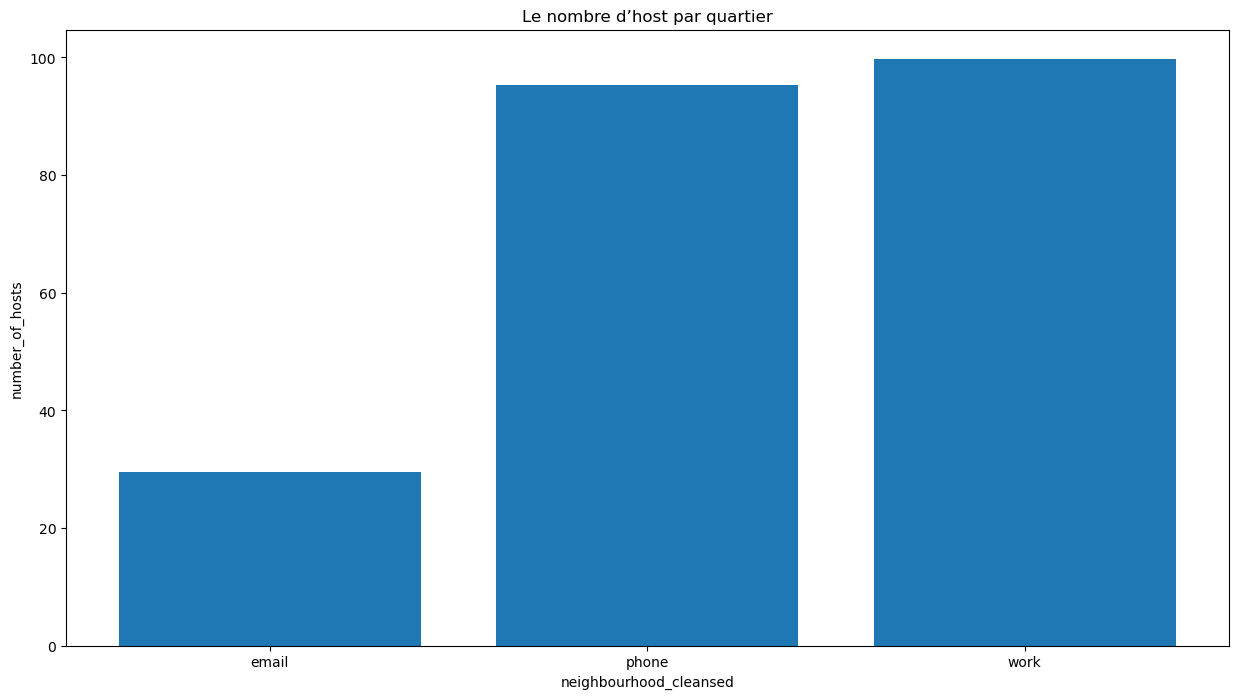 Le nombre d’host par quartier
100
80
60
40
20
0
number_of_hosts
email phone work
neighbourhood_cleansed